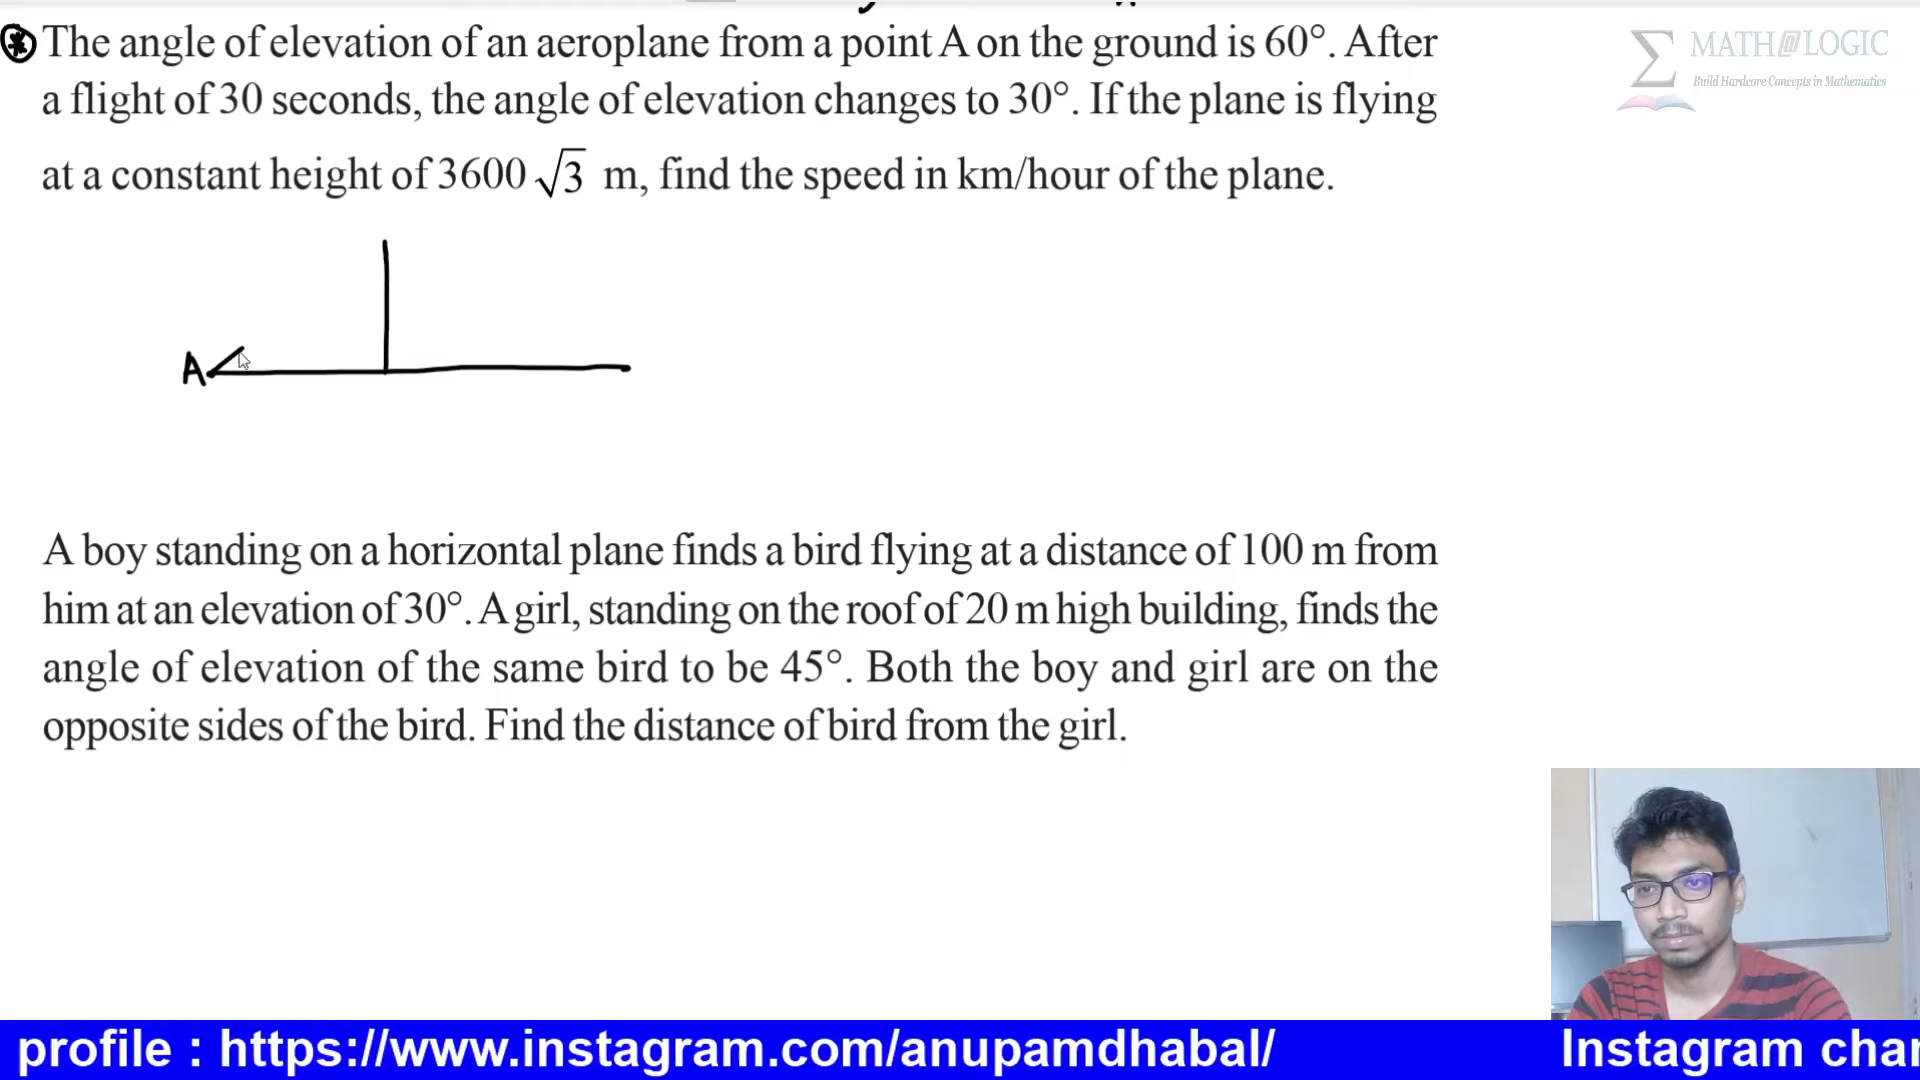 The angle of elevation of an aeroplane from a point A on the ground is 60°. After
a flight of 30 seconds, the angle of elevation changes to 30°. If the plane is flying
at a constant height of 3600 √3 m, find the speed in km/hour of the plane.
MATH@LOGIC
Build Hardcore Concepts in Mathematics
A
A boy standing on a horizontal plane finds a bird flying at a distance of 100 m from
him at an elevation of 30°. A girl, standing on the roof of 20 m high building, finds the
angle of elevation of the same bird to be 45°. Both the boy and girl are on the
opposite sides of the bird. Find the distance of bird from the girl.
profile : https://www.instagram.com/anupamdhabal/ Instagram